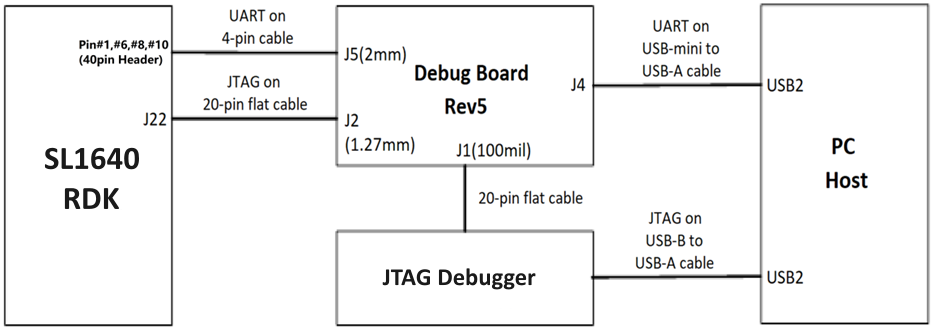 UART on
4-pin cable
Pin#1,#6,#8,#10
(40pin Header)
JTAG on
20-pin flat cable
J22
SL1640
RDK
J5(2mm)
Debug Board
Rev5
J4
J2
(1.27mm)
J1(100mil)
20-pin flat cable
JTAG Debugger
UART on
USB-mini to
USB-A cable
USB2
PC
Host
JTAG on
USB-B to
USB-A cable
USB2